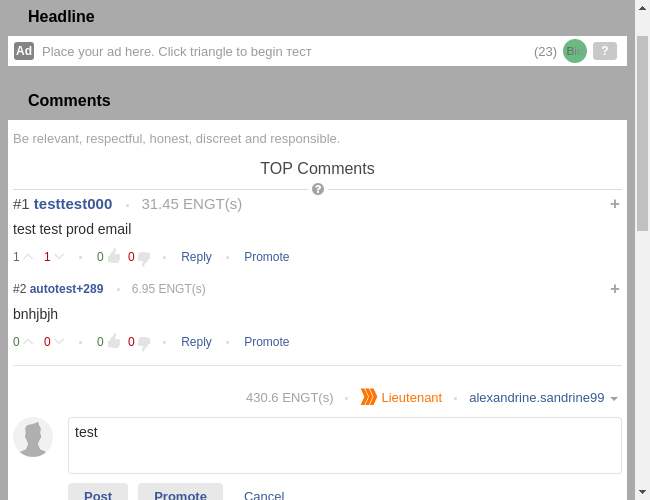 Headline
Ad Place your ad here. Click triangle to begin тест (23) Bid ?
Comments
Be relevant, respectful, honest, discreet and responsible.
TOP Comments
?
#1 testtest000 • 31.45 ENGT(s) +
test test prod email
1 1 • 0 0 • Reply • Promote
#2 autotest+289 • 6.95 ENGT(s) +
bnhjbjh
0 0 • 0 0 • Reply • Promote
430.6 ENGT(s) • Lieutenant • alexandrine.sandrine99
test
Post Promote Cancel